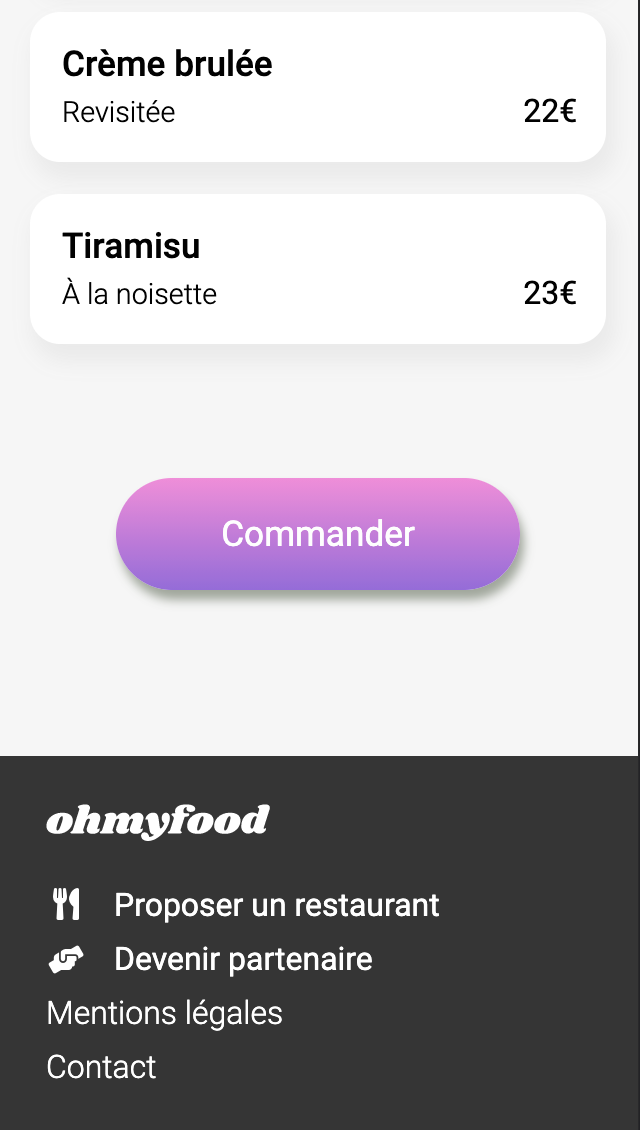 Crème brulée
Revisitée 22€
Tiramisu
À la noisette 23€
Commander
ohmyfood
Proposer un restaurant
Devenir partenaire
Mentions légales
Contact